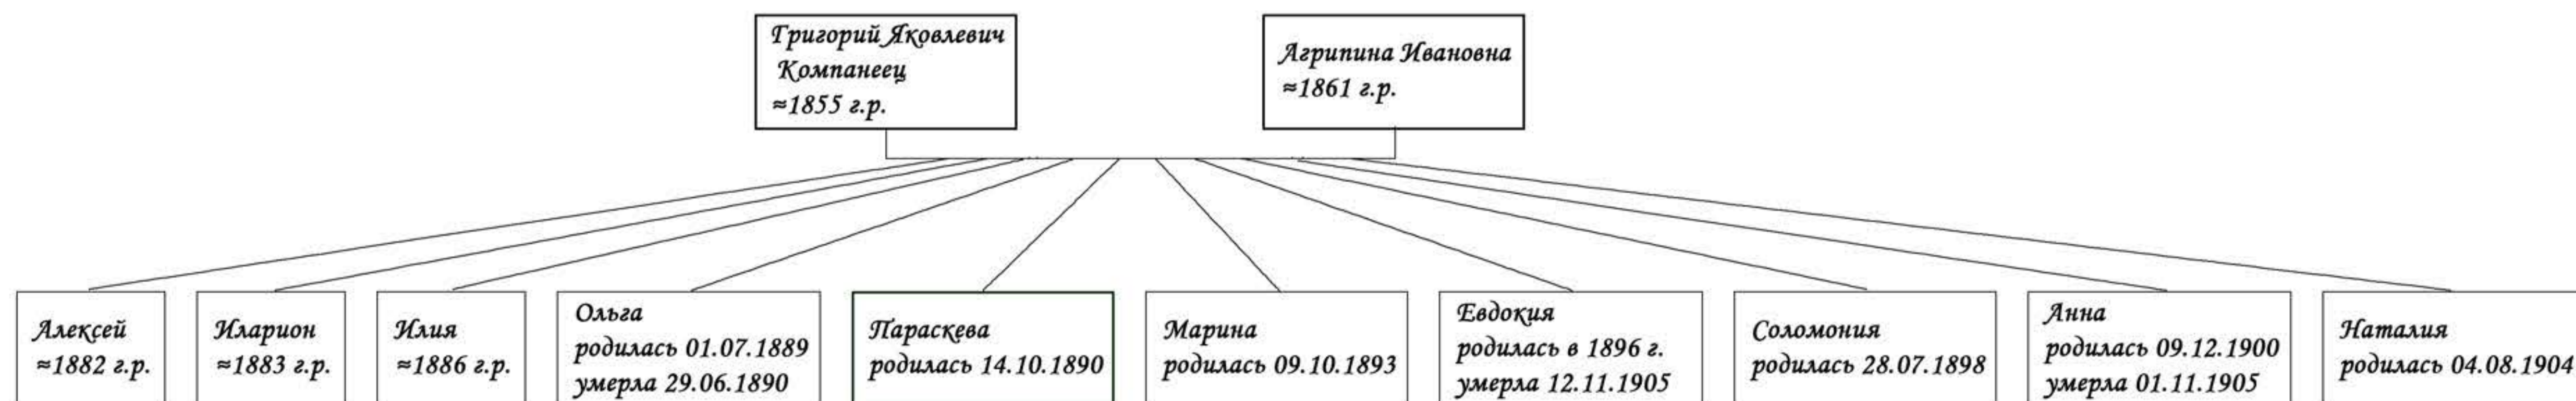 Григорий Яковлевич
Компанеец
≈1855 г.р.
Агрипина Ивановна
≈1861 г.р.
Алексей
≈1882 г.р.
Иларион
≈1883 г.р.
Илия
≈1886 г.р.
Ольга
родилась 01.07.1889
умерла 29.06.1890
Параскева
родилась 14.10.1890
Марина
родилась 09.10.1893
Евдокия
родилась в 1896 г.
умерла 12.11.1905
Соломония
родилась 28.07.1898
Анна
родилась 09.12.1900
умерла 01.11.1905
Наталия
родилась 04.08.1904